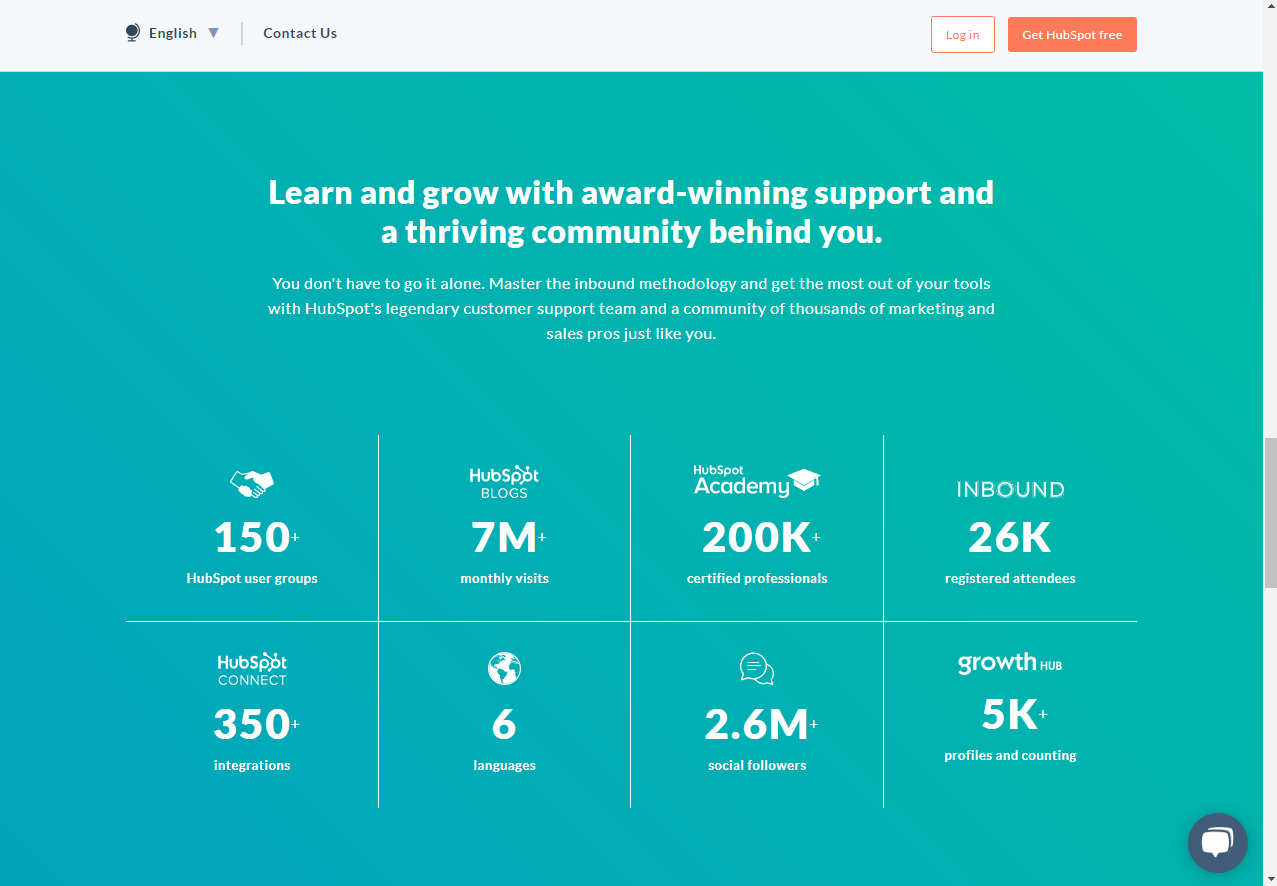 English ▼
Contact Us
Log in
Get HubSpot free
Learn and grow with award-winning support and
a thriving community behind you.
You don't have to go it alone. Master the inbound methodology and get the most out of your tools
with HubSpot's legendary customer support team and a community of thousands of marketing and
sales pros just like you.
150+
HubSpot user groups
HubSpot
BLOGS
7M+
monthly visits
HubSpot
Academy
200K+
certified professionals
INBOUND
26K
registered attendees
HubSpot
CONNECT
350+
integrations
6
languages
2.6M+
social followers
growth HUB
5K+
profiles and counting